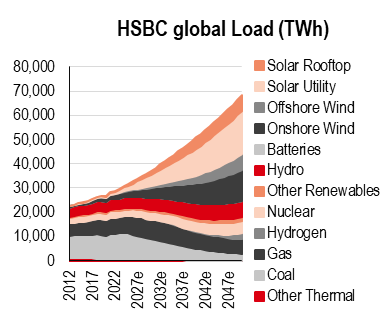 HSBC global Load (TWh)
80,000
70,000
60,000
50,000
40,000
30,000
20,000
10,000
0
2012
2017
2022
2027e
2032e
2037e
2042e
2047e
Solar Rooftop
Solar Utility
Offshore Wind
Onshore Wind
Batteries
Hydro
Other Renewables
Nuclear
Hydrogen
Gas
Coal
Other Thermal